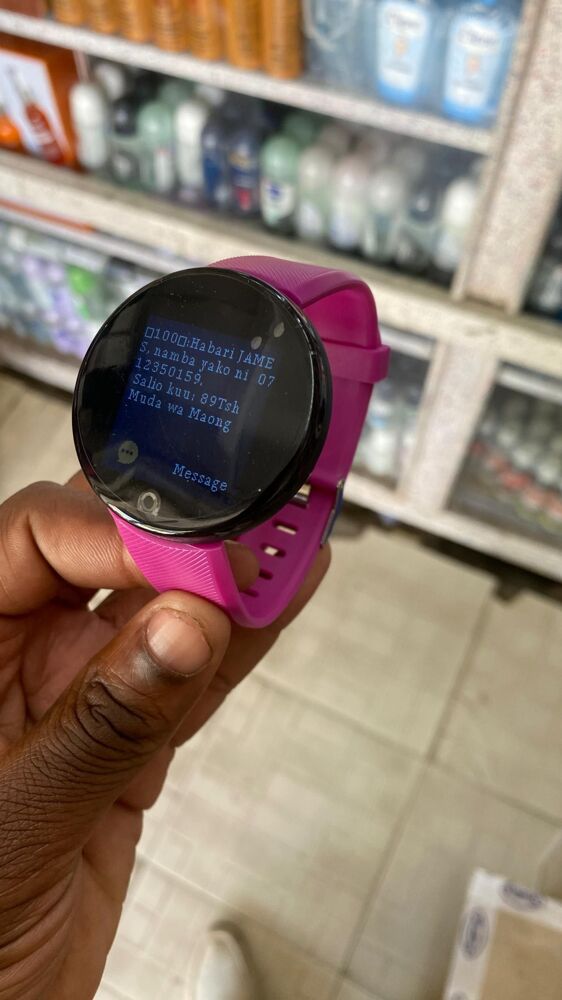 □100□:Habari JAME
S, namba yako ni 07
12350159,
Salio kuu: 89Tsh
Muda wa Maong
Message